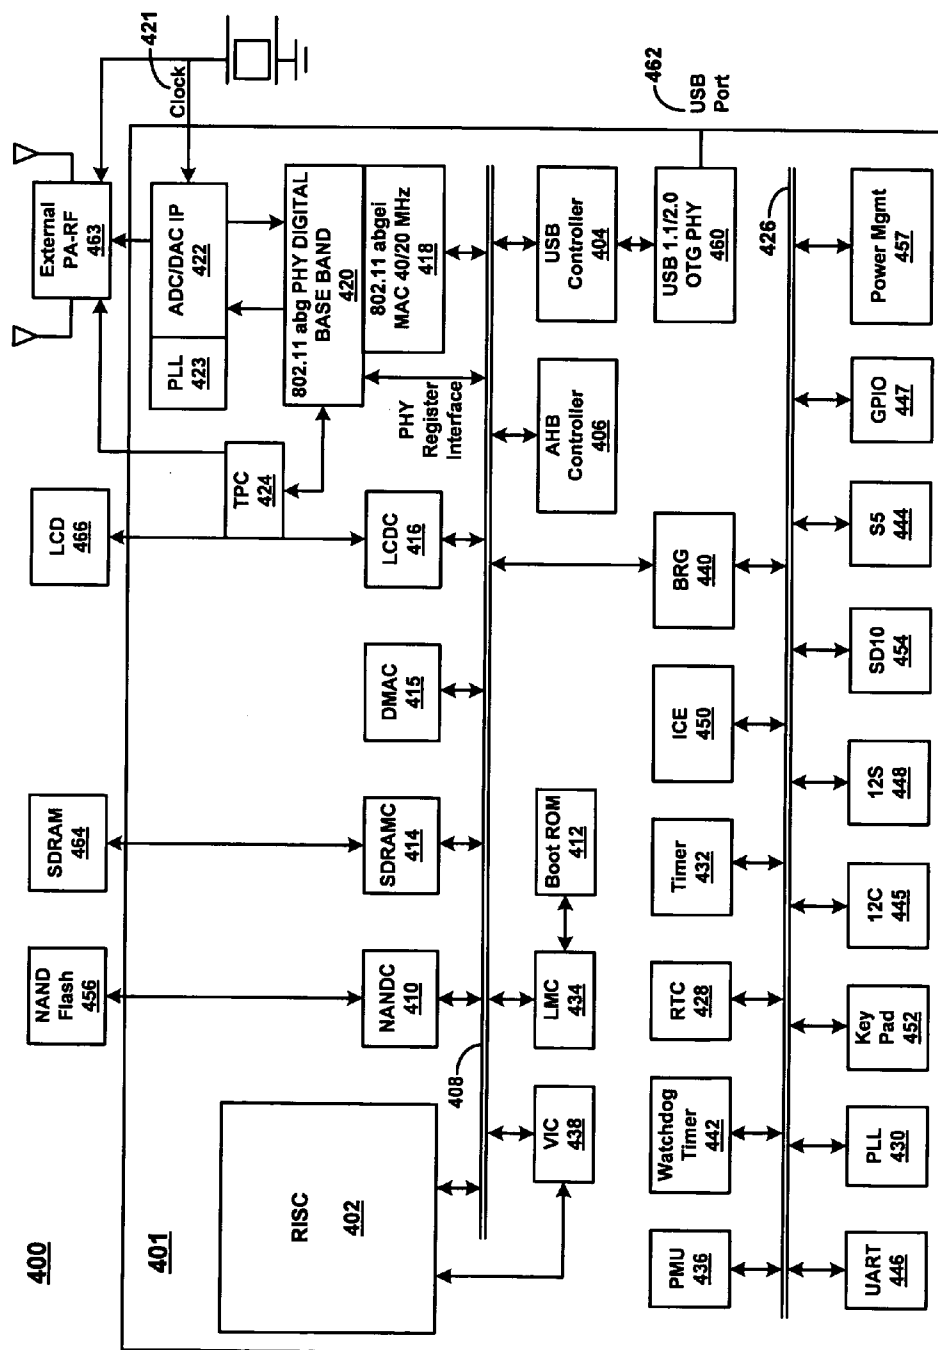 400
401
NAND
Flash
456
SDRAM
464
LCD
466
External
PA-RF
463
Clock
421
RISC
402
NANDC
410
SDRAMC
414
DMAC
415
LCDC
416
TPC
424
PLL
423
ADC/DAC IP
422
802.11 abg PHY DIGITAL
BASE BAND
420
802.11 abgei
MAC 40/20 MHz
418
PHY
Register
Interface
408
VIC
438
LMC
434
Boot ROM
412
AHB
Controller
406
USB
Controller
404
PMU
436
Watchdog
Timer
442
RTC
428
Timer
432
ICE
450
BRG
440
USB 1.1/2.0
OTG PHY
460
462
USB
Port
426
UART
446
PLL
430
Key
Pad
452
12C
445
12S
448
SD10
454
S5
444
GPIO
447
Power Mgmt
457